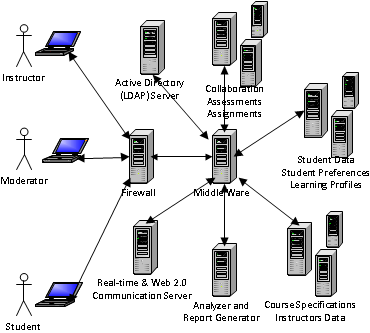 Instructor
Active Directory
(LDAP) Server
Collaboration
Assessments
Assignments
Moderator
Firewall
Middle Ware
Student Data
Student Preferences
Learning Profiles
Real-time & Web 2.0
Communication Server
Analyzer and
Report Generator
Course Specifications
Instructors Data
Student